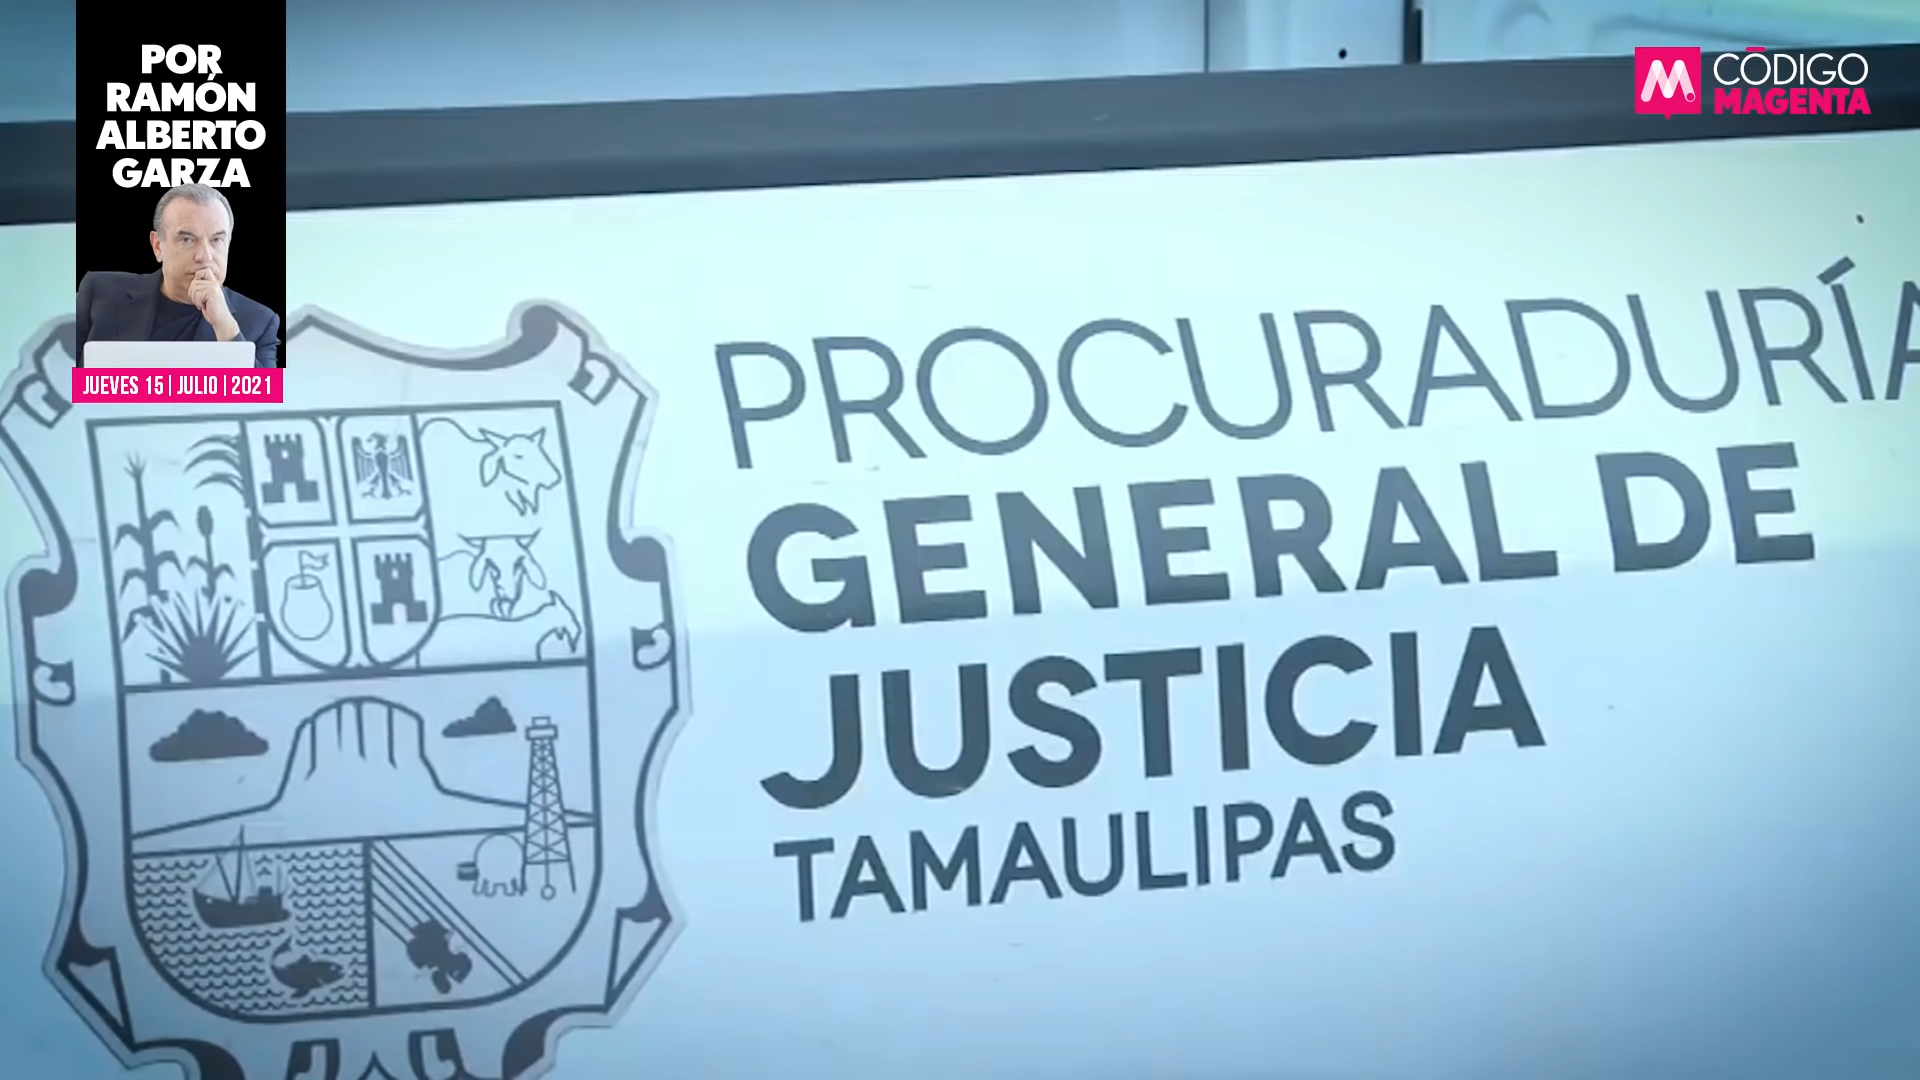 POR
RAMÓN
ALBERTO
GARZA
JUEVES 15 | JULIO | 2021
CÓDIGO
MAGENTA
PROCURADURÍA
GENERAL DE
JUSTICIA
TAMAULIPAS